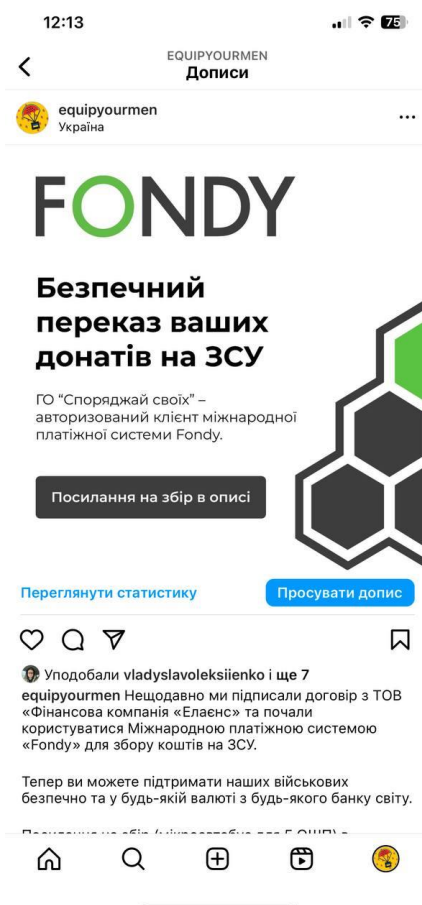 12:13
75
EQUIPYOURMEN
Дописи
equipyourmen
Україна
FONDY
Безпечний
переказ ваших
донатів на ЗСУ
ГО “Споряджай своїх” –
авторизований клієнт міжнародної
платіжної системи Fondy.
Посилання на збір в описі
Переглянути статистику
Просувати допис
Уподобали vladyslavoleksiienko і ще 7
equipyourmen Нещодавно ми підписали договір з ТОВ
«Фінансова компанія «Елаєнс» та почали
користуватися Міжнародною платіжною системою
«Fondy» для збору коштів на ЗСУ.
Тепер ви можете підтримати наших військових
безпечно та у будь-якій валюті з будь-якого банку світу.